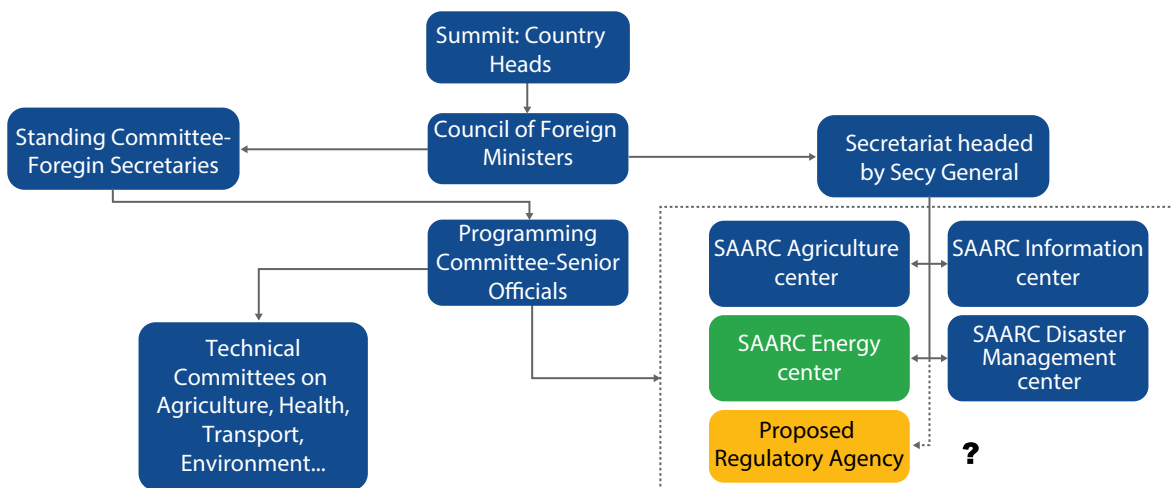 Summit: Country
Heads
Standing Committee-
Foregin Secretaries
Council of Foreign
Ministers
Secretariat headed
by Secy General
Programming
Committee-Senior
Officials
SAARC Agriculture
center
SAARC Information
center
Technical
Committees on
Agriculture, Health,
Transport,
Environment...
SAARC Energy
center
SAARC Disaster
Management
center
Proposed
Regulatory Agency
?